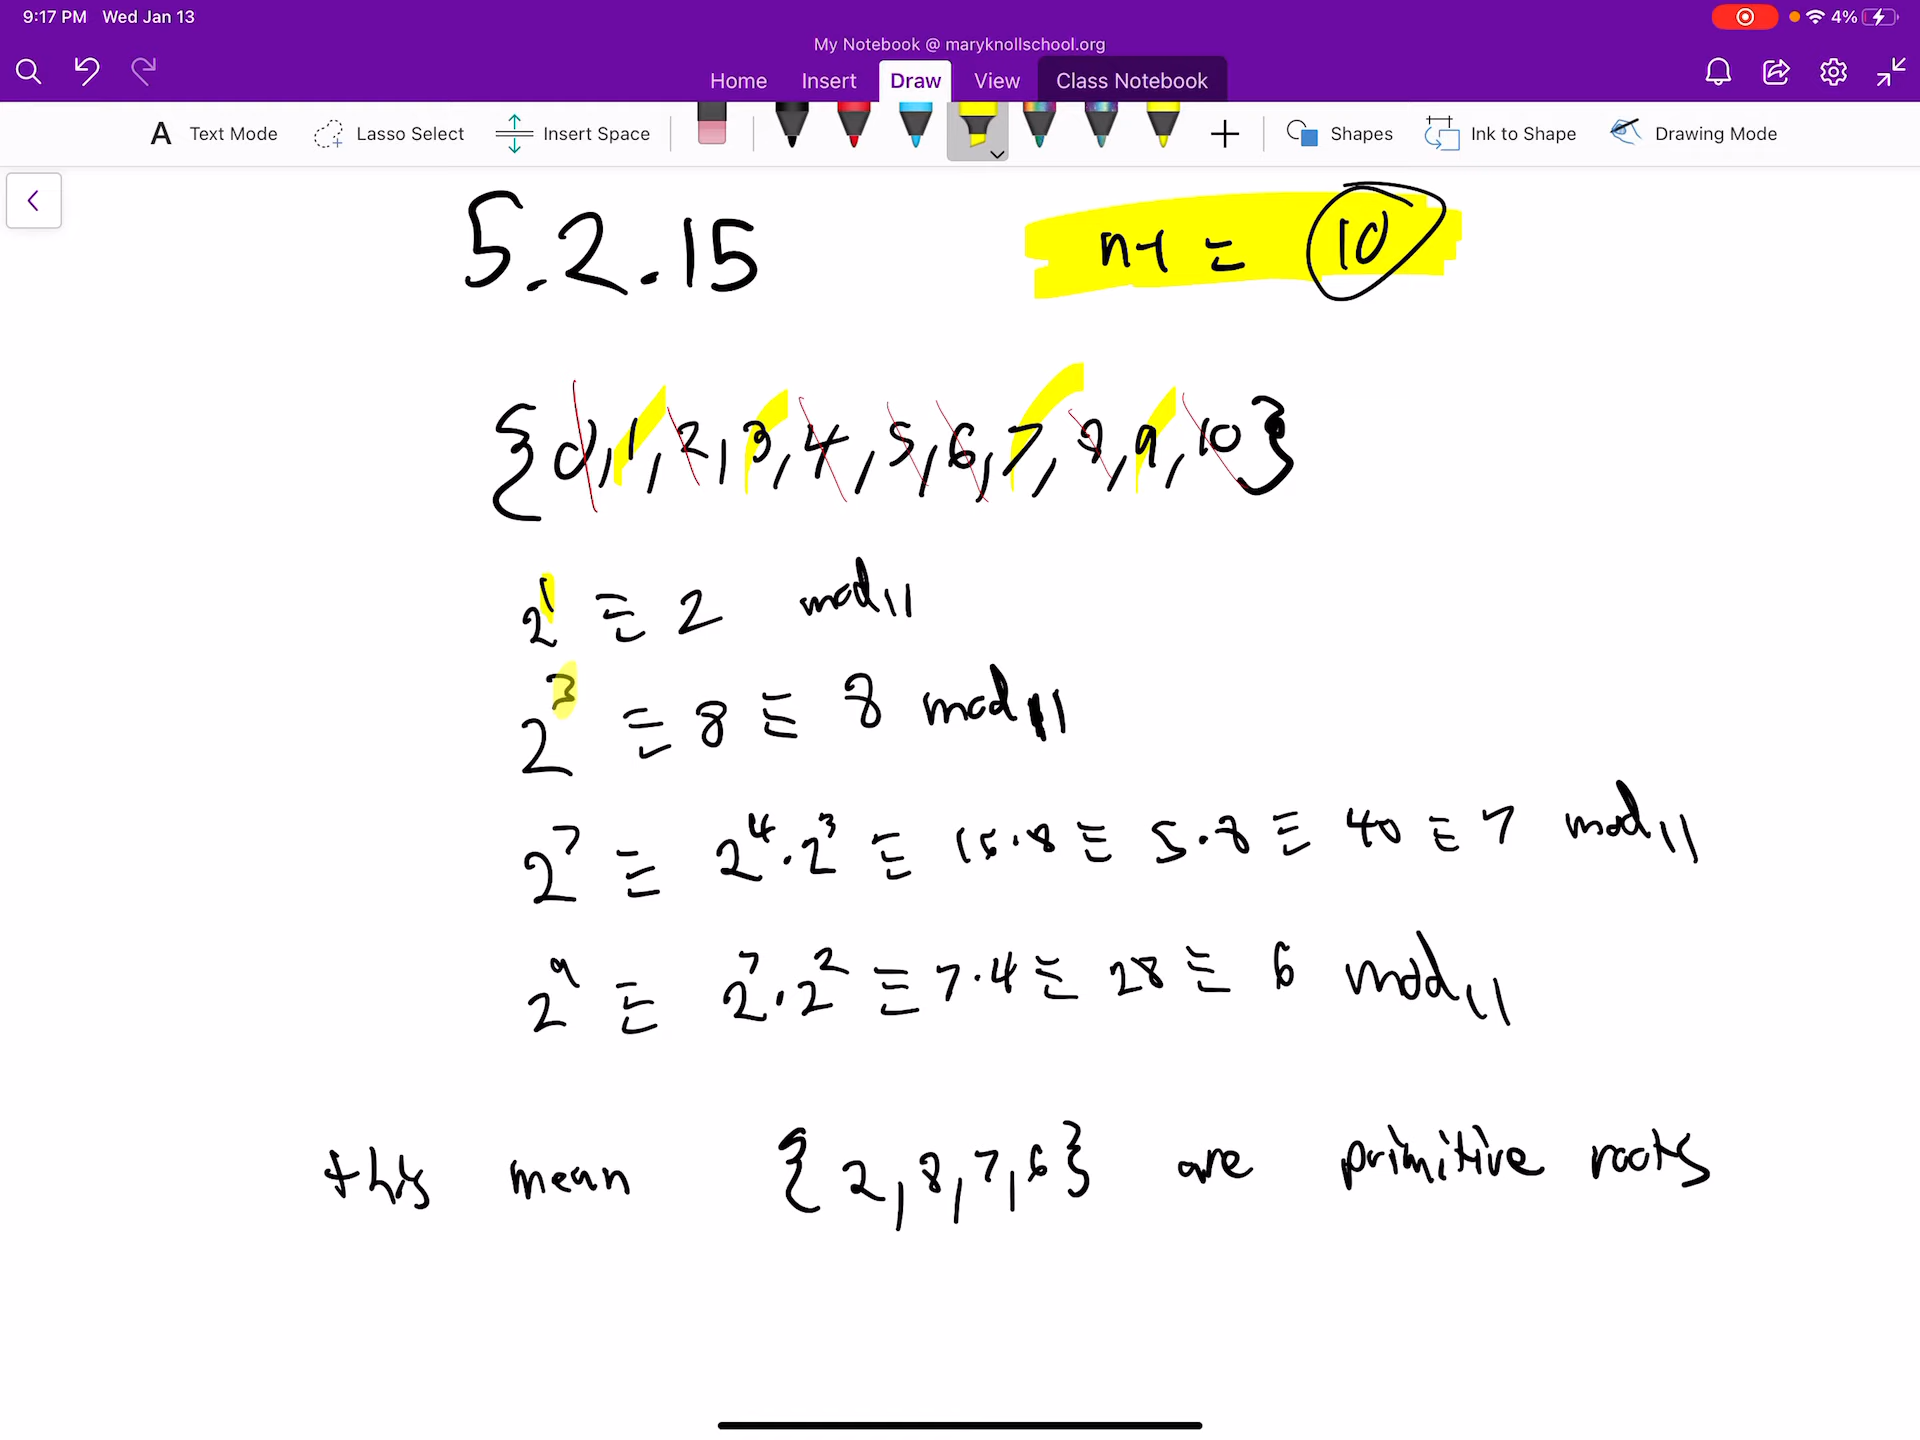 9:17 PM Wed Jan 13
4%
My Notebook @ maryknollschool.org
Home Insert Draw View Class Notebook
A Text Mode Lasso Select Insert Space Shapes Ink to Shape Drawing Mode
5.2.15 n-1 = 10
{0, 1, 2, 3, 4, 5, 6, 7, 8, 9, 10}
2^1 ≡ 2 mod 11
2^3 ≡ 8 ≡ 8 mod 11
2^7 ≡ 2^4 · 2^3 ≡ 16·8 ≡ 5·8 ≡ 40 ≡ 7 mod 11
2^9 ≡ 2^7 · 2^2 ≡ 7·4 ≡ 28 ≡ 6 mod 11
this mean {2, 8, 7, 6} are primitive roots